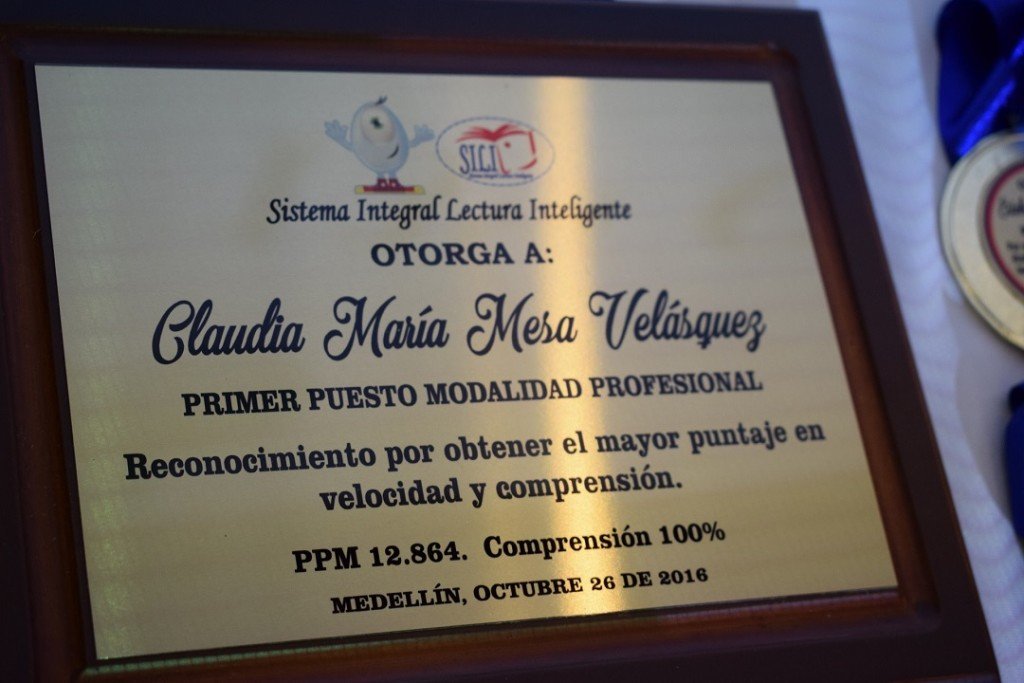 SILI
Sistema Integral Lectura Inteligente
OTORGA A:
Claudia María Mesa Velásquez
PRIMER PUESTO MODALIDAD PROFESIONAL
Reconocimiento por obtener el mayor puntaje en
velocidad y comprensión.
PPM 12.864. Comprensión 100%
MEDELLÍN, OCTUBRE 26 DE 2016